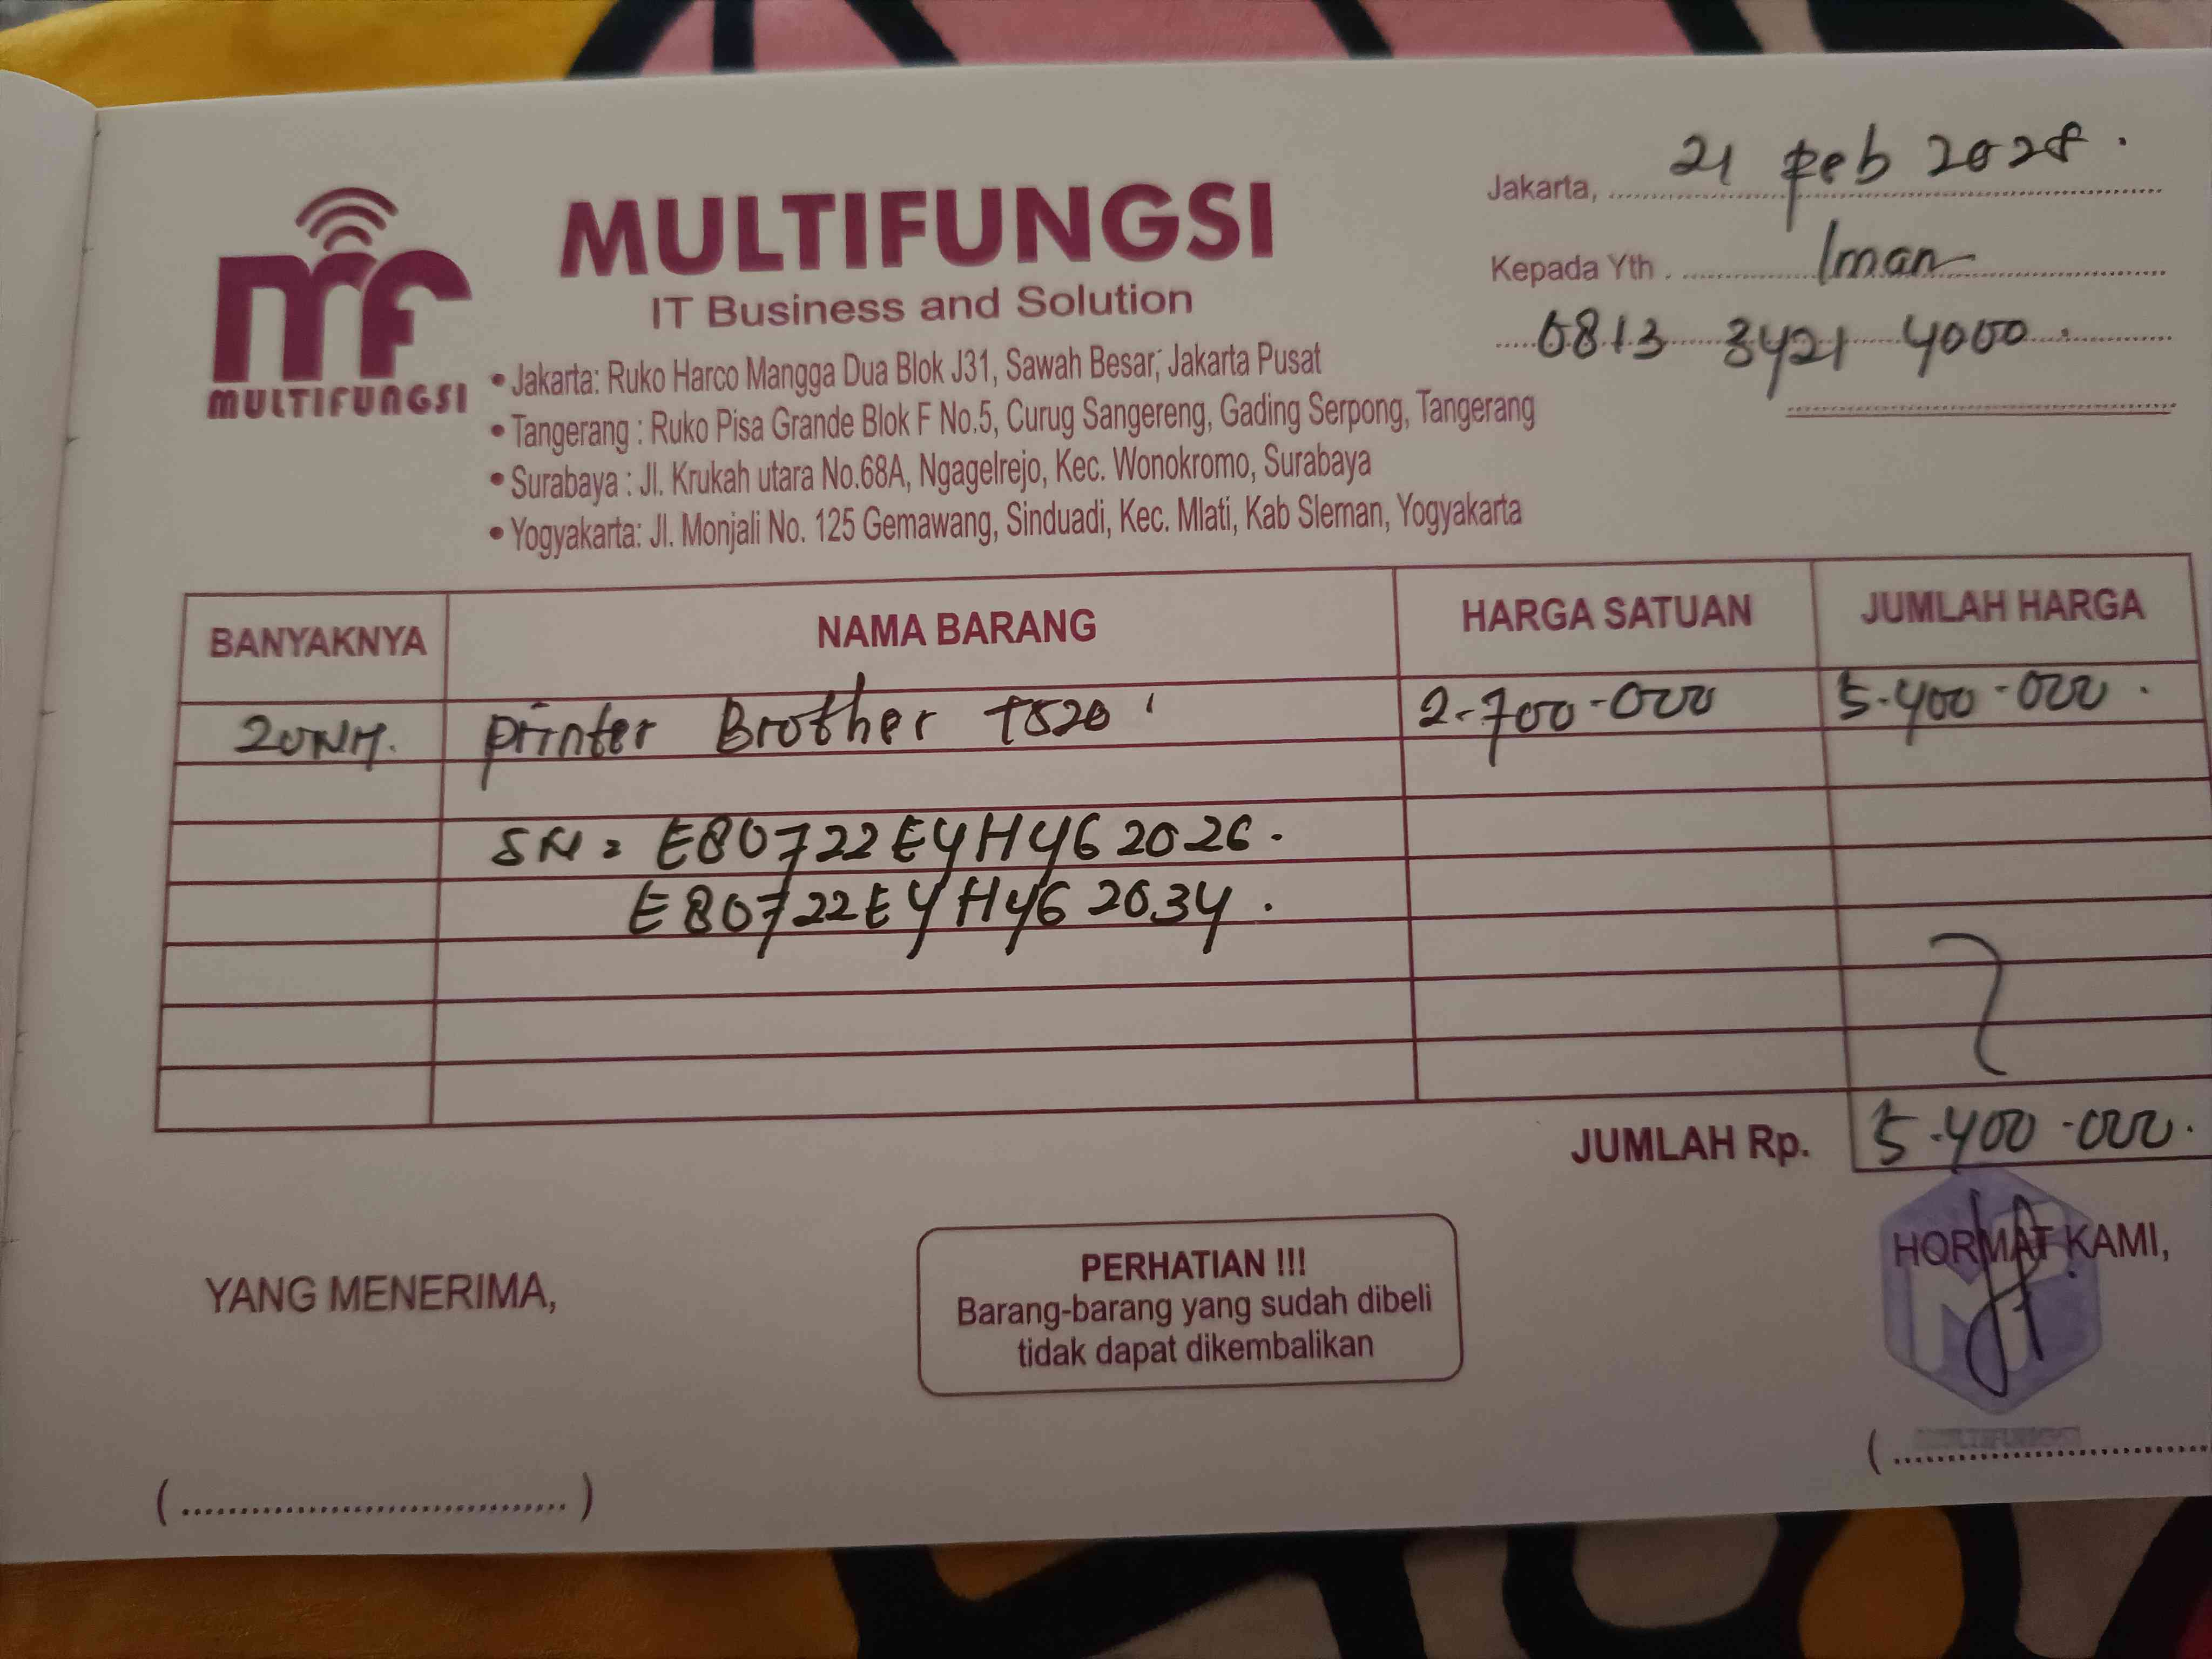 MULTIFUNGSI
MULTIFUNGSI
IT Business and Solution
• Jakarta: Ruko Harco Mangga Dua Blok J31, Sawah Besar, Jakarta Pusat
• Tangerang : Ruko Pisa Grande Blok F No.5, Curug Sangereng, Gading Serpong, Tangerang
• Surabaya : Jl. Krukah utara No.68A, Ngagelrejo, Kec. Wonokromo, Surabaya
• Yogyakarta: Jl. Monjali No. 125 Gemawang, Sinduadi, Kec. Mlati, Kab Sleman, Yogyakarta
Jakarta, 21 Feb
Kepada Yth. Iman
0813 3421 4000.
BANYAKNYA NAMA BARANG HARGA SATUAN JUMLAH HARGA
2UNIT. Printer Brother T520 2.700.000 5.400.000.
SN = E80722E4H462026.
E80722E4H462034.
JUMLAH Rp. 5.400.000.
YANG MENERIMA,
PERHATIAN !!!
Barang-barang yang sudah dibeli
tidak dapat dikembalikan
HORMAT KAMI,
MULTIFUNGSI